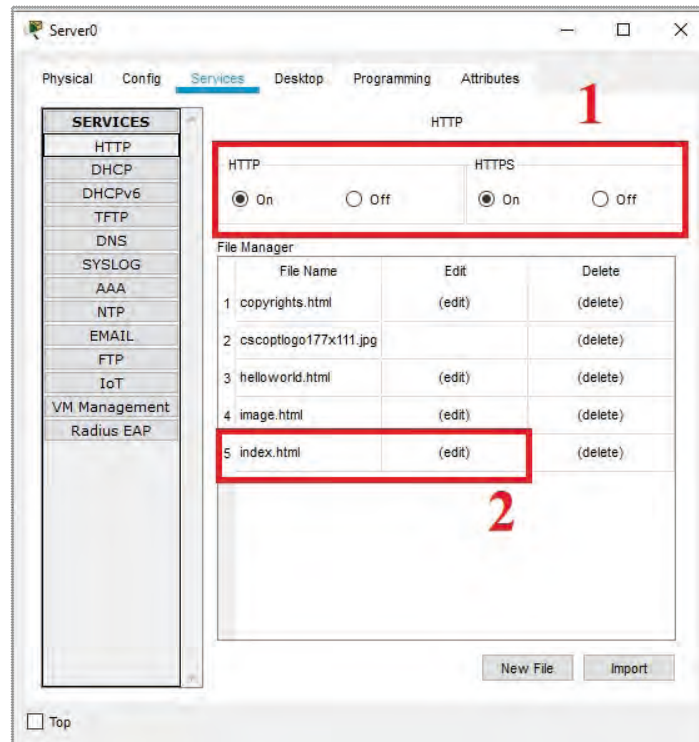 Server0
Physical Config Services Desktop Programming Attributes
1
SERVICES
HTTP
DHCP
DHCPv6
TFTP
DNS
SYSLOG
AAA
NTP
EMAIL
FTP
IoT
VM Management
Radius EAP
HTTP
HTTP HTTPS
On Off On Off
File Manager
File Name Edit Delete
1 copyrights.html (edit) (delete)
2 cscoptlogo177x111.jpg (delete)
3 helloworld.html (edit) (delete)
4 image.html (edit) (delete)
5 index.html (edit) (delete)
2
New File Import
Top